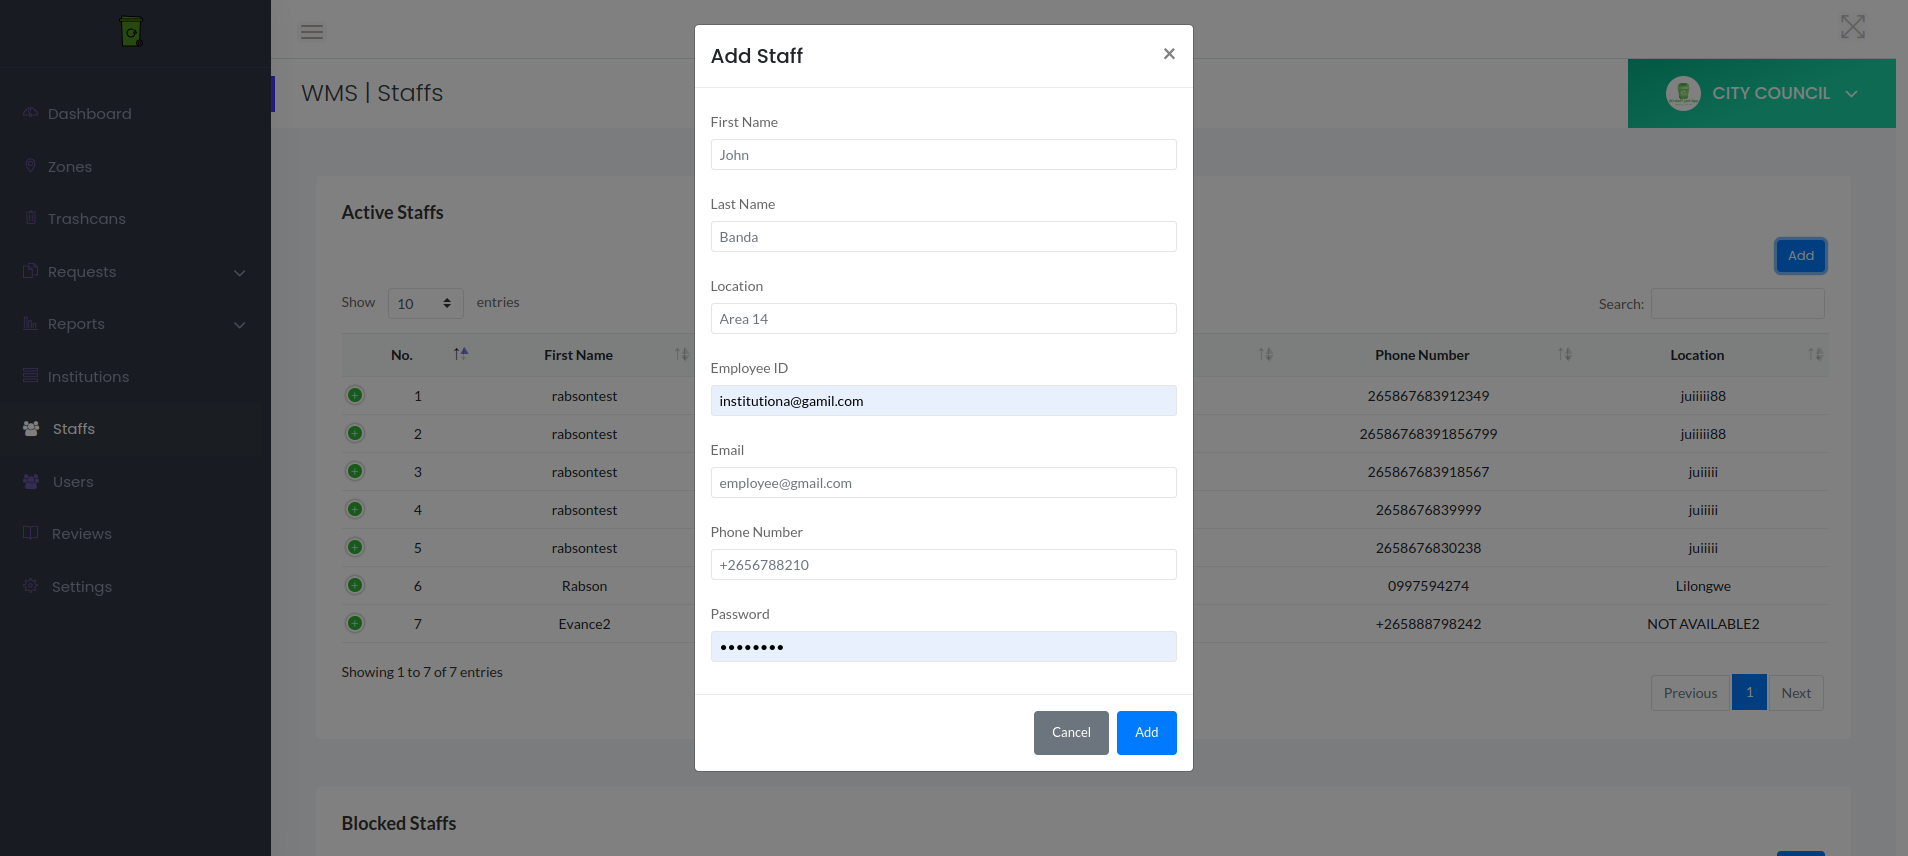 WMS | Staffs
CITY COUNCIL
Dashboard
Zones
Trashcans
Requests
Reports
Institutions
Staffs
Users
Reviews
Settings
Active Staffs
Add
Show 10 entries
Search:
No. First Name Phone Number Location
1 rabsontest 265867683912349 juiiiii88
2 rabsontest 26586768391856799 juiiiii88
3 rabsontest 265867683918567 juiiiii
4 rabsontest 2658676839999 juiiiii
5 rabsontest 2658676830238 juiiiii
6 Rabson 0997594274 Lilongwe
7 Evance2 +265888798242 NOT AVAILABLE2
Showing 1 to 7 of 7 entries
Previous 1 Next
Blocked Staffs
Add Staff
×
First Name
John
Last Name
Banda
Location
Area 14
Employee ID
institutiona@gamil.com
Email
employee@gmail.com
Phone Number
+2656788210
Password
••••••••
Cancel Add